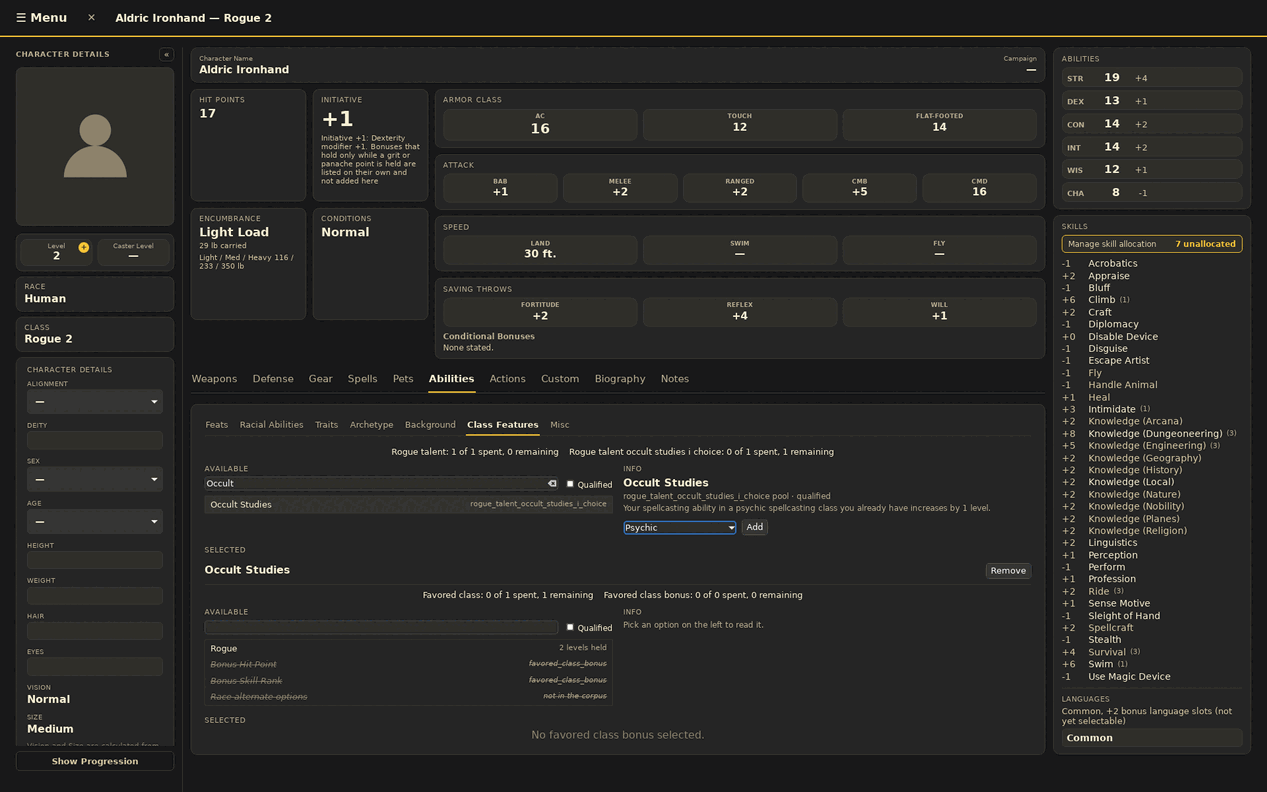 ☰ Menu × Aldric Ironhand — Rogue 2
CHARACTER DETAILS «
Level
2
+
Caster Level
—
RACE
Human
CLASS
Rogue 2
CHARACTER DETAILS
ALIGNMENT
—
DEITY
SEX
—
AGE
—
HEIGHT
WEIGHT
HAIR
EYES
VISION
Normal
SIZE
Medium
Vision and Size are calculated from
Show Progression
Character Name
Aldric Ironhand
Campaign
—
HIT POINTS
17
INITIATIVE
+1
Initiative +1: Dexterity
modifier +1. Bonuses that
hold only while a grit or
panache point is held are
listed on their own and
not added here
ENCUMBRANCE
Light Load
29 lb carried
Light / Med / Heavy 116 /
233 / 350 lb
CONDITIONS
Normal
ARMOR CLASS
AC
16
TOUCH
12
FLAT-FOOTED
14
ATTACK
BAB
+1
MELEE
+2
RANGED
+2
CMB
+5
CMD
16
SPEED
LAND
30 ft.
SWIM
—
FLY
—
SAVING THROWS
FORTITUDE
+2
REFLEX
+4
WILL
+1
Conditional Bonuses
None stated.
Weapons Defense Gear Spells Pets Abilities Actions Custom Biography Notes
Feats Racial Abilities Traits Archetype Background Class Features Misc
Rogue talent: 1 of 1 spent, 0 remaining Rogue talent occult studies i choice: 0 of 1 spent, 1 remaining
AVAILABLE
Occult Qualified
Occult Studies rogue_talent_occult_studies_i_choice
INFO
Occult Studies
rogue_talent_occult_studies_i_choice pool · qualified
Your spellcasting ability in a psychic spellcasting class you already have increases by 1 level.
Psychic Add
SELECTED
Occult Studies Remove
Favored class: 0 of 1 spent, 1 remaining Favored class bonus: 0 of 0 spent, 0 remaining
AVAILABLE
Qualified
Rogue 2 levels held
Bonus Hit Point favored_class_bonus
Bonus Skill Rank favored_class_bonus
Race alternate options not in the corpus
INFO
Pick an option on the left to read it.
SELECTED
No favored class bonus selected.
ABILITIES
STR 19 +4
DEX 13 +1
CON 14 +2
INT 14 +2
WIS 12 +1
CHA 8 -1
SKILLS
Manage skill allocation 7 unallocated
-1 Acrobatics
+2 Appraise
-1 Bluff
+6 Climb (1)
+2 Craft
-1 Diplomacy
+0 Disable Device
-1 Disguise
-1 Escape Artist
-1 Fly
-1 Handle Animal
+1 Heal
+3 Intimidate (1)
+2 Knowledge (Arcana)
+8 Knowledge (Dungeoneering) (3)
+5 Knowledge (Engineering) (3)
+2 Knowledge (Geography)
+2 Knowledge (History)
+2 Knowledge (Local)
+2 Knowledge (Nature)
+2 Knowledge (Nobility)
+2 Knowledge (Planes)
+2 Knowledge (Religion)
+2 Linguistics
+1 Perception
-1 Perform
+1 Profession
+2 Ride (3)
+1 Sense Motive
-1 Sleight of Hand
+2 Spellcraft
-1 Stealth
+4 Survival (3)
+6 Swim (1)
-1 Use Magic Device
LANGUAGES
Common, +2 bonus language slots (not
yet selectable)
Common